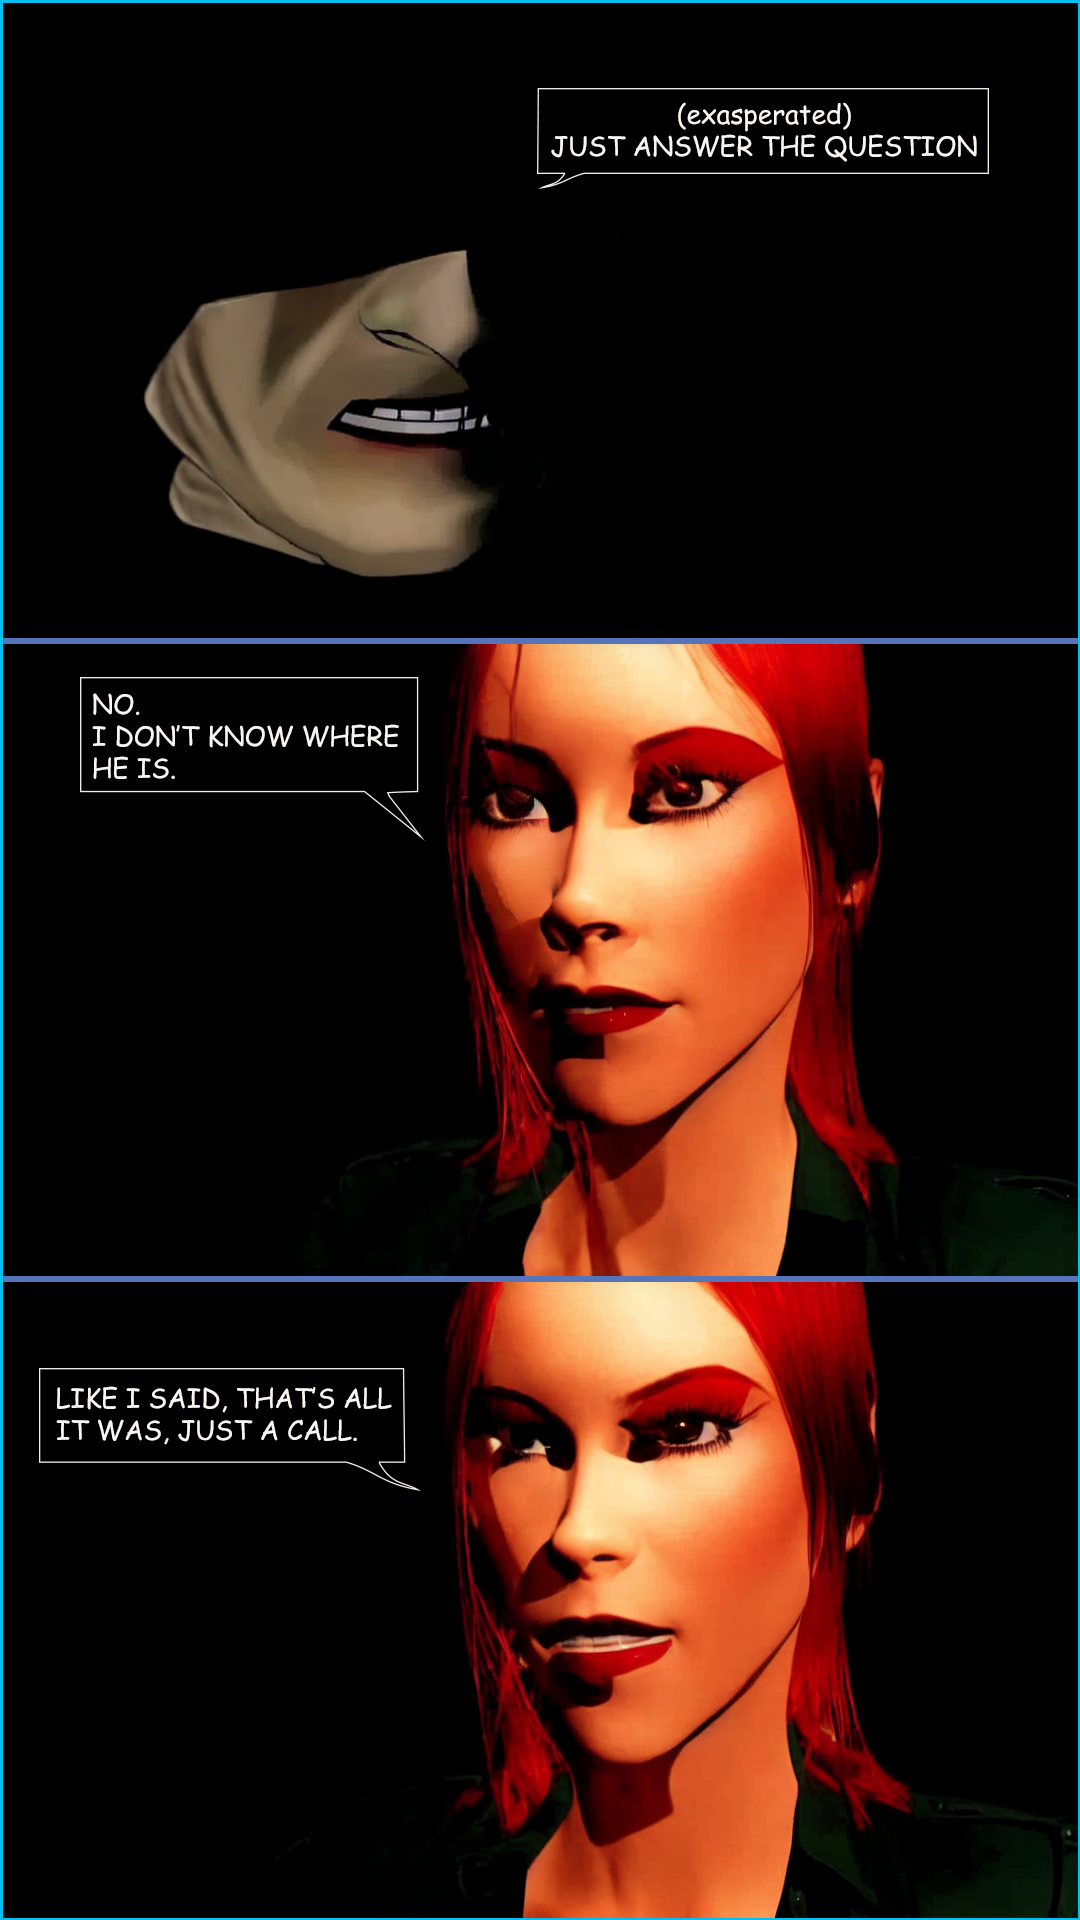 (exasperated)
JUST ANSWER THE QUESTION
NO.
I DON'T KNOW WHERE
HE IS.
LIKE I SAID, THAT'S ALL
IT WAS, JUST A CALL.